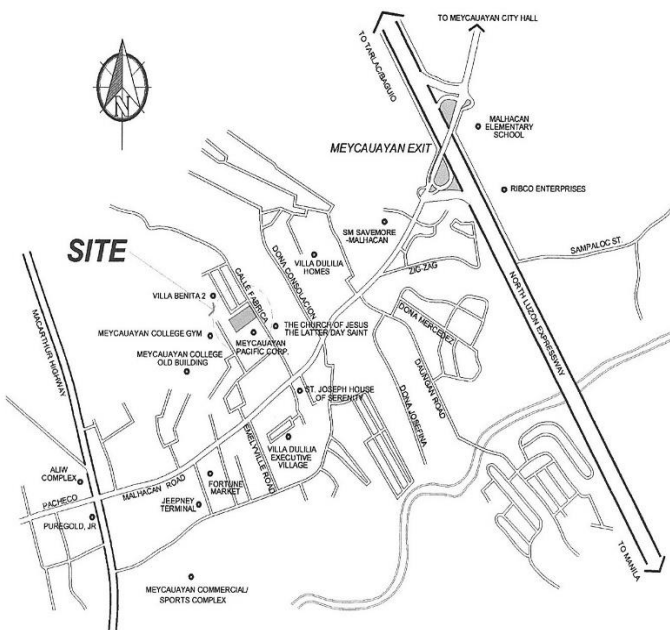 TO MEYCAUAYAN CITY HALL
TO TARLAC/BAGUIO
N
MALHACAN
ELEMENTARY
SCHOOL
MEYCAUAYAN EXIT
RIBCO ENTERPRISES
SM SAVEMORE
-MALHACAN
SAMPALOC ST.
SITE
VILLA DULILIA
HOMES
ZIG-ZAG
DONA CONSOLACION
CALLE FABRICA
NORTH LUZON EXPRESSWAY
VILLA BENITA 2
MACARTHUR HIGHWAY
DONA MERCEDEZ
THE CHURCH OF JESUS
THE LATTER DAY SAINT
MEYCAUAYAN COLLEGE GYM
MEYCAUAYAN
PACIFIC CORP.
MEYCAUAYAN COLLEGE
OLD BUILDING
DAUNGAN ROAD
DONA JOSEFINA
ST. JOSEPH HOUSE
OF SERENITY
EMELYVILLE ROAD
VILLA DULILIA
EXECUTIVE
VILLAGE
ALIW
COMPLEX
MALHACAN ROAD
FORTUNE
MARKET
PACHECO
JEEPNEY
TERMINAL
PUREGOLD, JR
TO MANILA
MEYCAUAYAN COMMERCIAL/
SPORTS COMPLEX